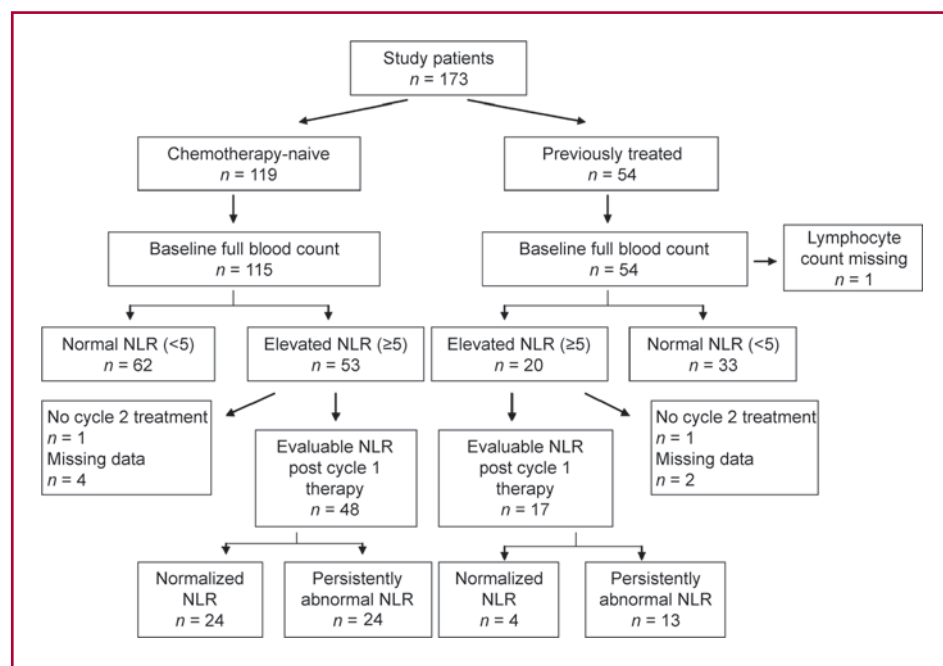 Study patients
n = 173
Chemotherapy-naive
n = 119
Previously treated
n = 54
Baseline full blood count
n = 115
Baseline full blood count
n = 54
Lymphocyte
count missing
n = 1
Normal NLR (<5)
n = 62
Elevated NLR (≥5)
n = 53
Elevated NLR (≥5)
n = 20
Normal NLR (<5)
n = 33
No cycle 2 treatment
n = 1
Missing data
n = 4
Evaluable NLR
post cycle 1
therapy
n = 48
Evaluable NLR
post cycle 1
therapy
n = 17
No cycle 2 treatment
n = 1
Missing data
n = 2
Normalized
NLR
n = 24
Persistently
abnormal NLR
n = 24
Normalized
NLR
n = 4
Persistently
abnormal NLR
n = 13